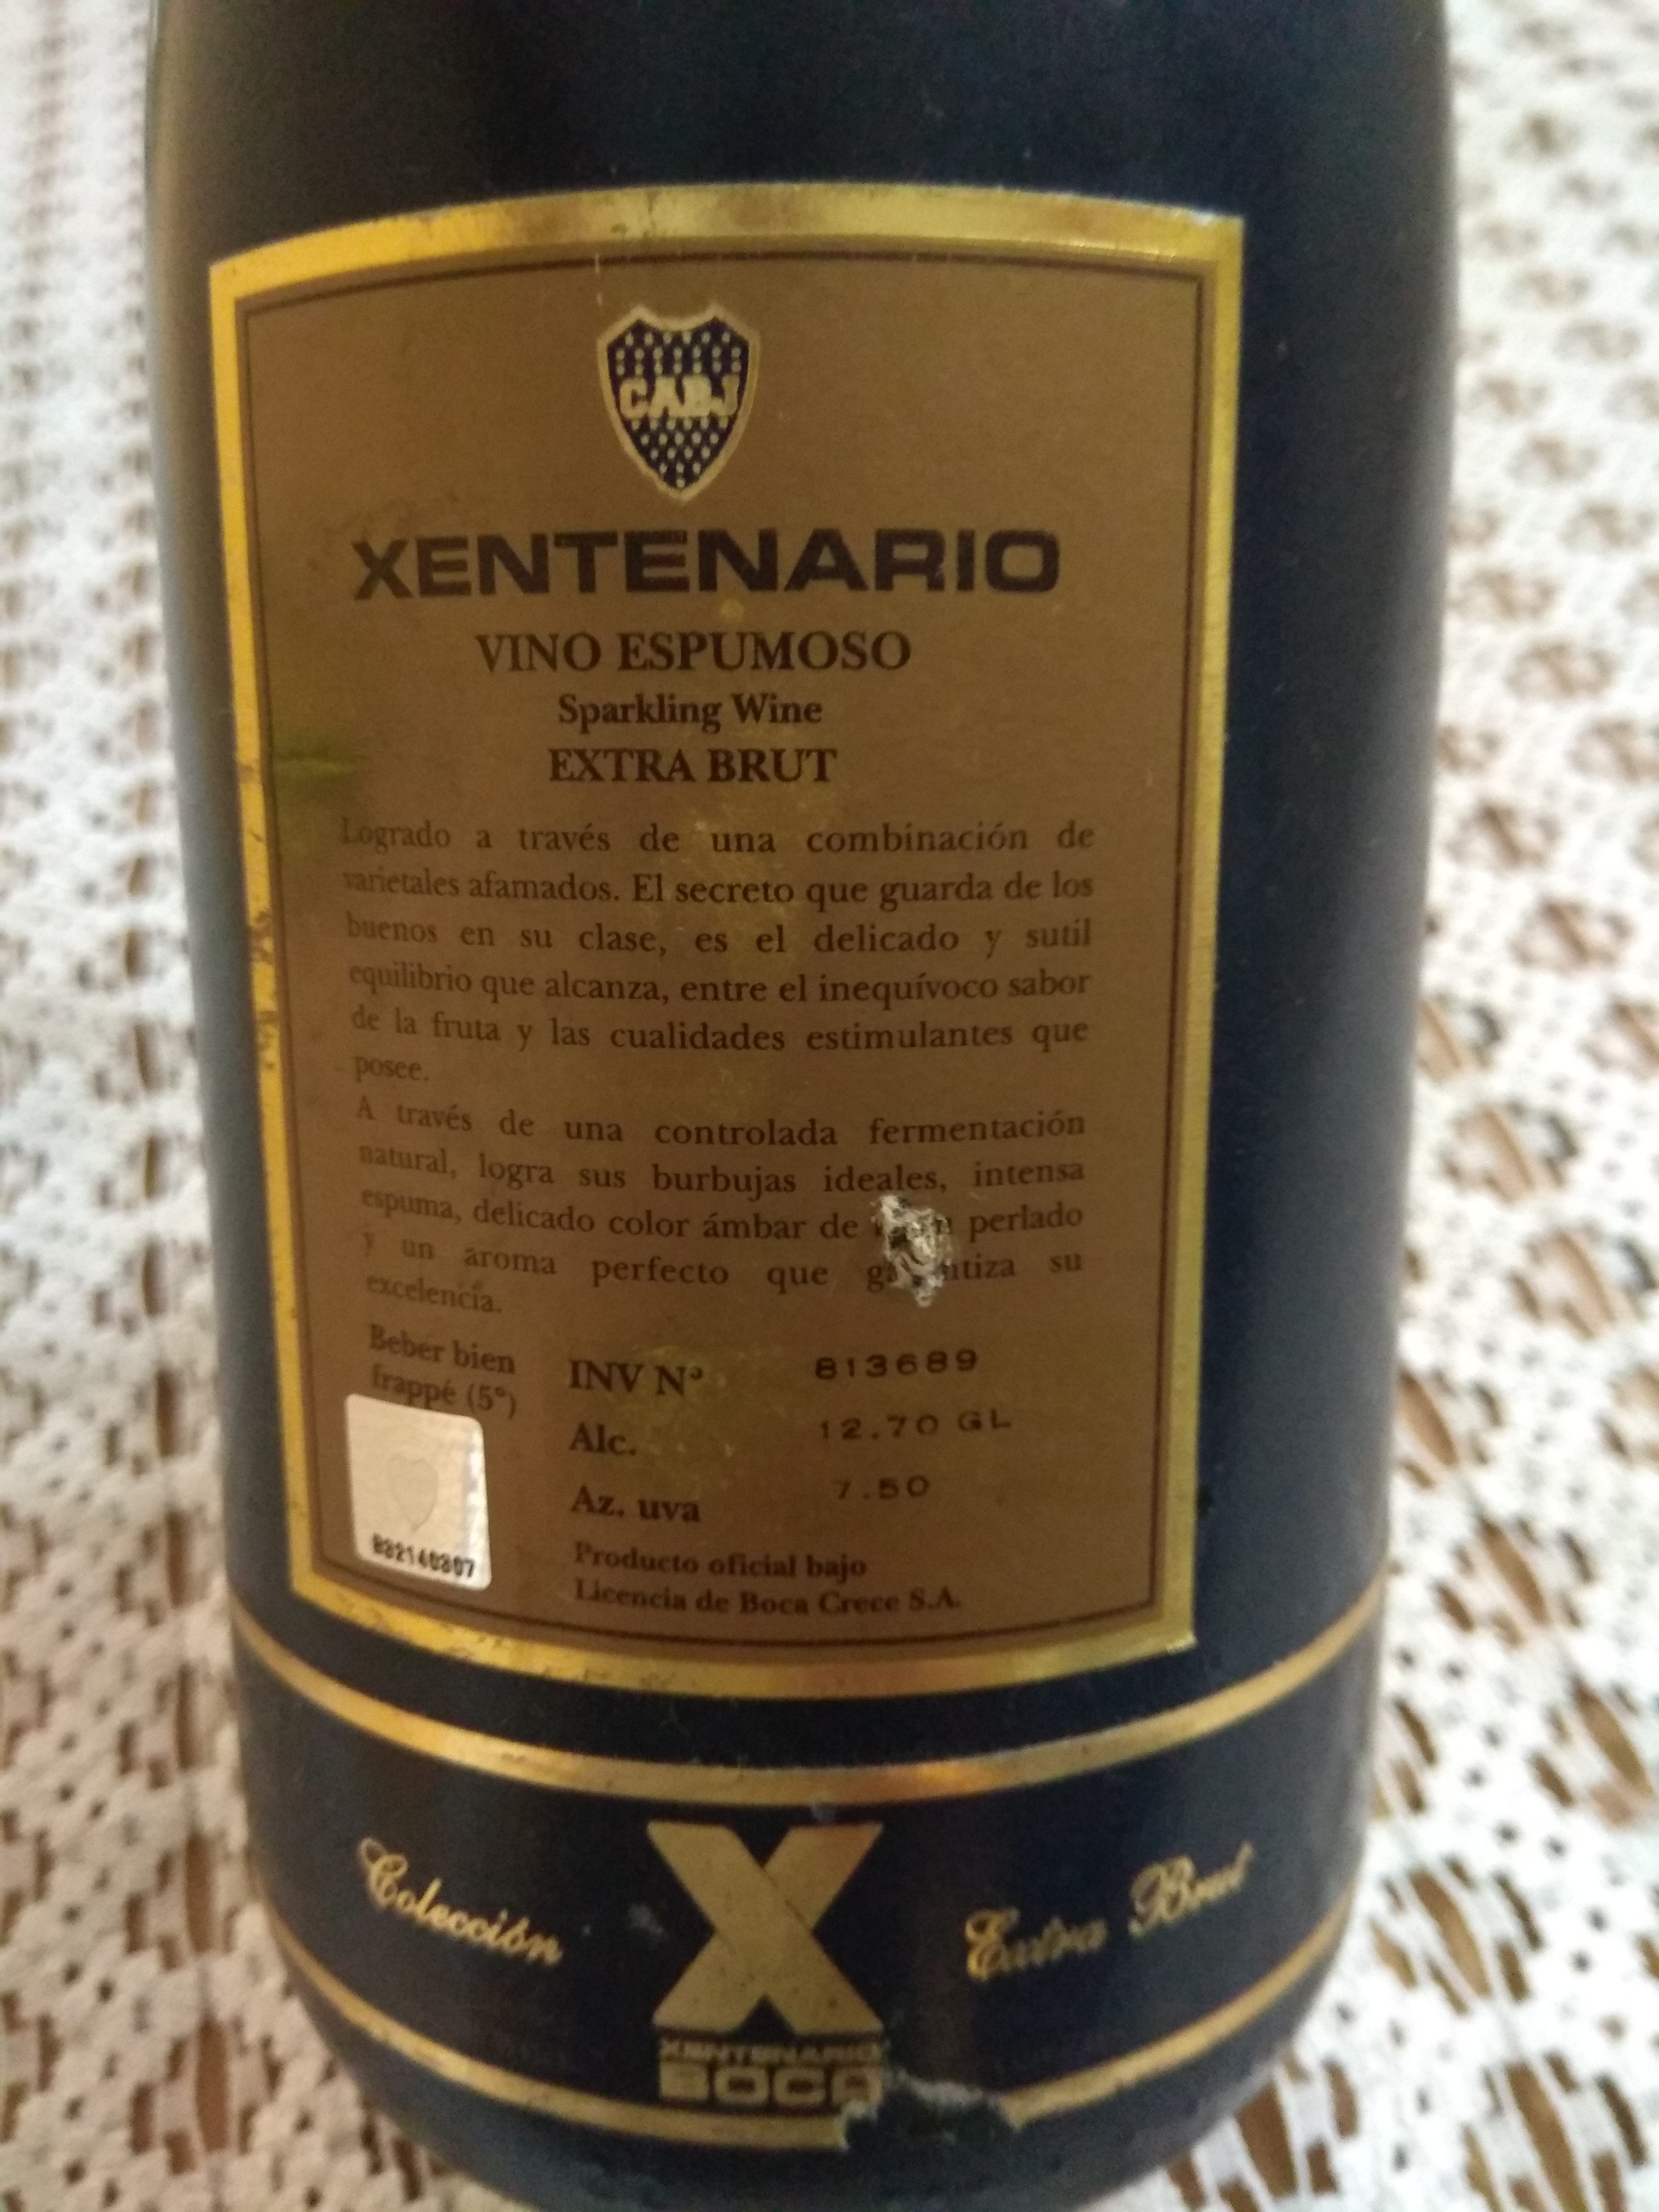 CABJ
XENTENARIO
VINO ESPUMOSO
Sparkling Wine
EXTRA BRUT
Logrado a través de una combinación de
varietales afamados. El secreto que guarda de los
buenos en su clase, es el delicado y sutil
equilibrio que alcanza, entre el inequívoco sabor
de la fruta y las cualidades estimulantes que
posee.
A través de una controlada fermentación
natural, logra sus burbujas ideales, intensa
espuma, delicado color ámbar de perlado
y un aroma perfecto que su
excelencia.
Beber bien
frappé (5º)
INV Nº 813689
Alc. 12.70 GL
Az. uva 7.50
Producto oficial bajo
Licencia de Boca Crece S.A.
B32140307
Colección
X
Extra Brut
XENTENARIO
BOCA